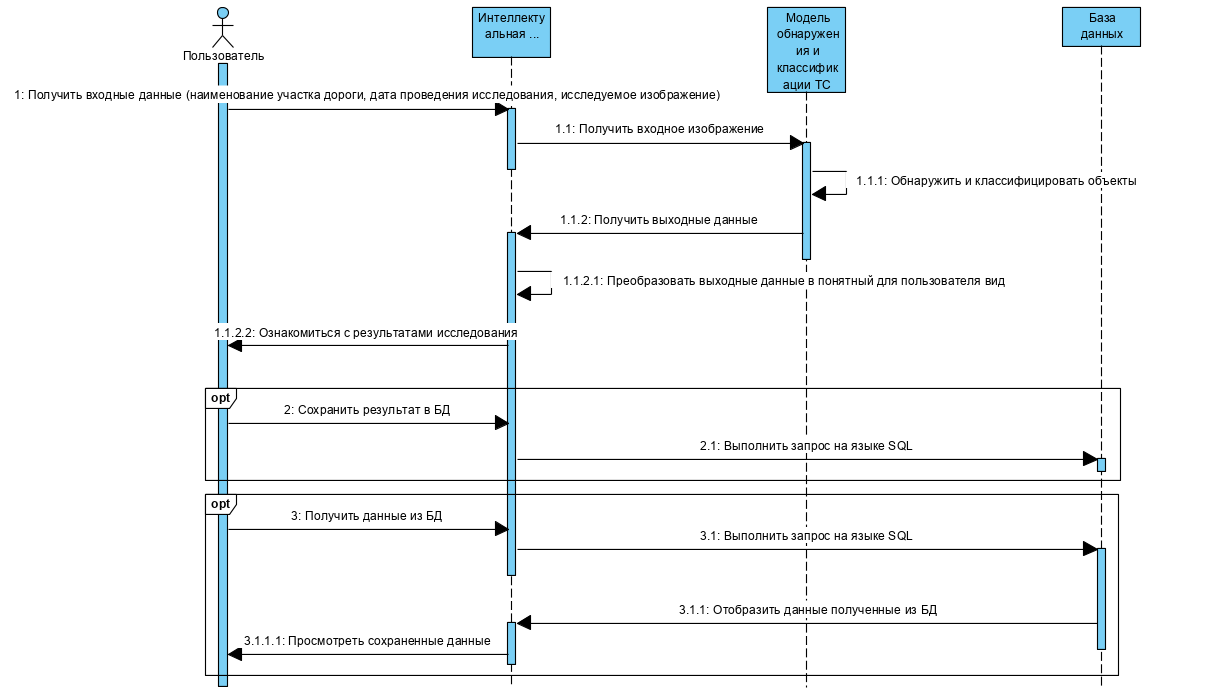 Пользователь
Интеллекту
альная ...
Модель
обнаружен
ия и
классифик
ации ТС
База
данных
1: Получить входные данные (наименование участка дороги, дата проведения исследования, исследуемое изображение)
1.1: Получить входное изображение
1.1.1: Обнаружить и классифицировать объекты
1.1.2: Получить выходные данные
1.1.2.1: Преобразовать выходные данные в понятный для пользователя вид
1.1.2.2: Ознакомиться с результатами исследования
opt
2: Сохранить результат в БД
2.1: Выполнить запрос на языке SQL
opt
3: Получить данные из БД
3.1: Выполнить запрос на языке SQL
3.1.1: Отобразить данные полученные из БД
3.1.1.1: Просмотреть сохраненные данные